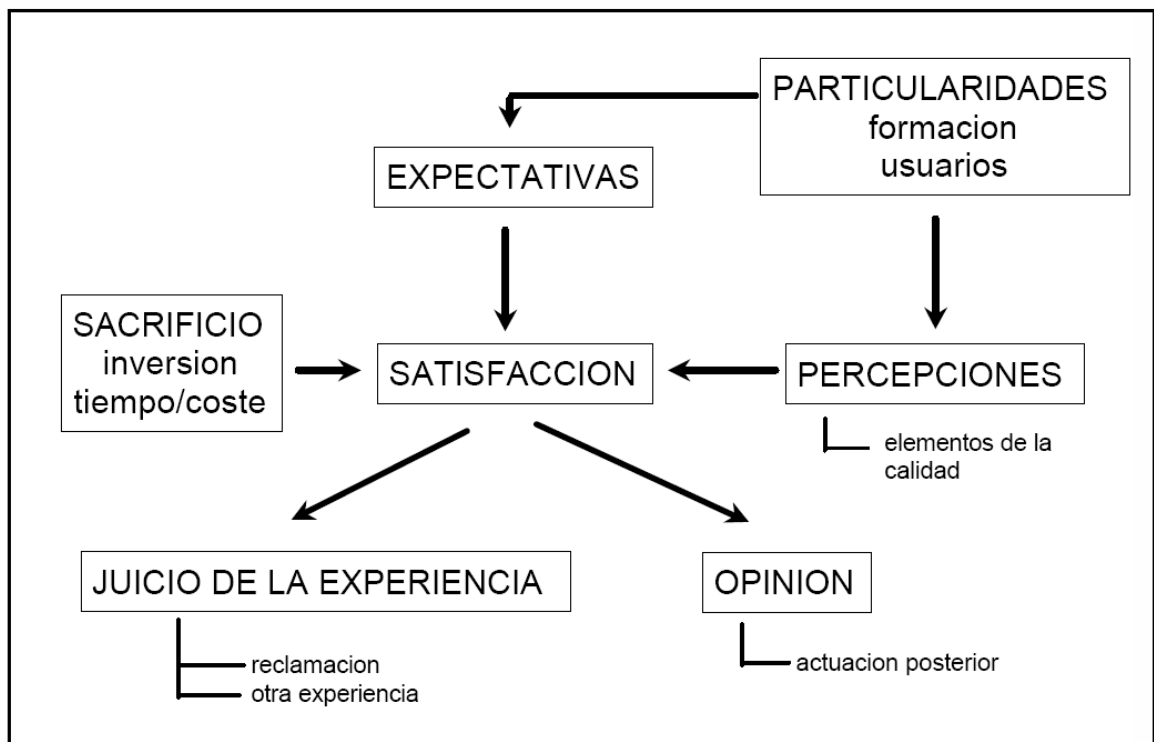 PARTICULARIDADES
formacion
usuarios
EXPECTATIVAS
SACRIFICIO
inversion
tiempo/coste
SATISFACCION
PERCEPCIONES
elementos de la
calidad
JUICIO DE LA EXPERIENCIA
reclamacion
otra experiencia
OPINION
actuacion posterior